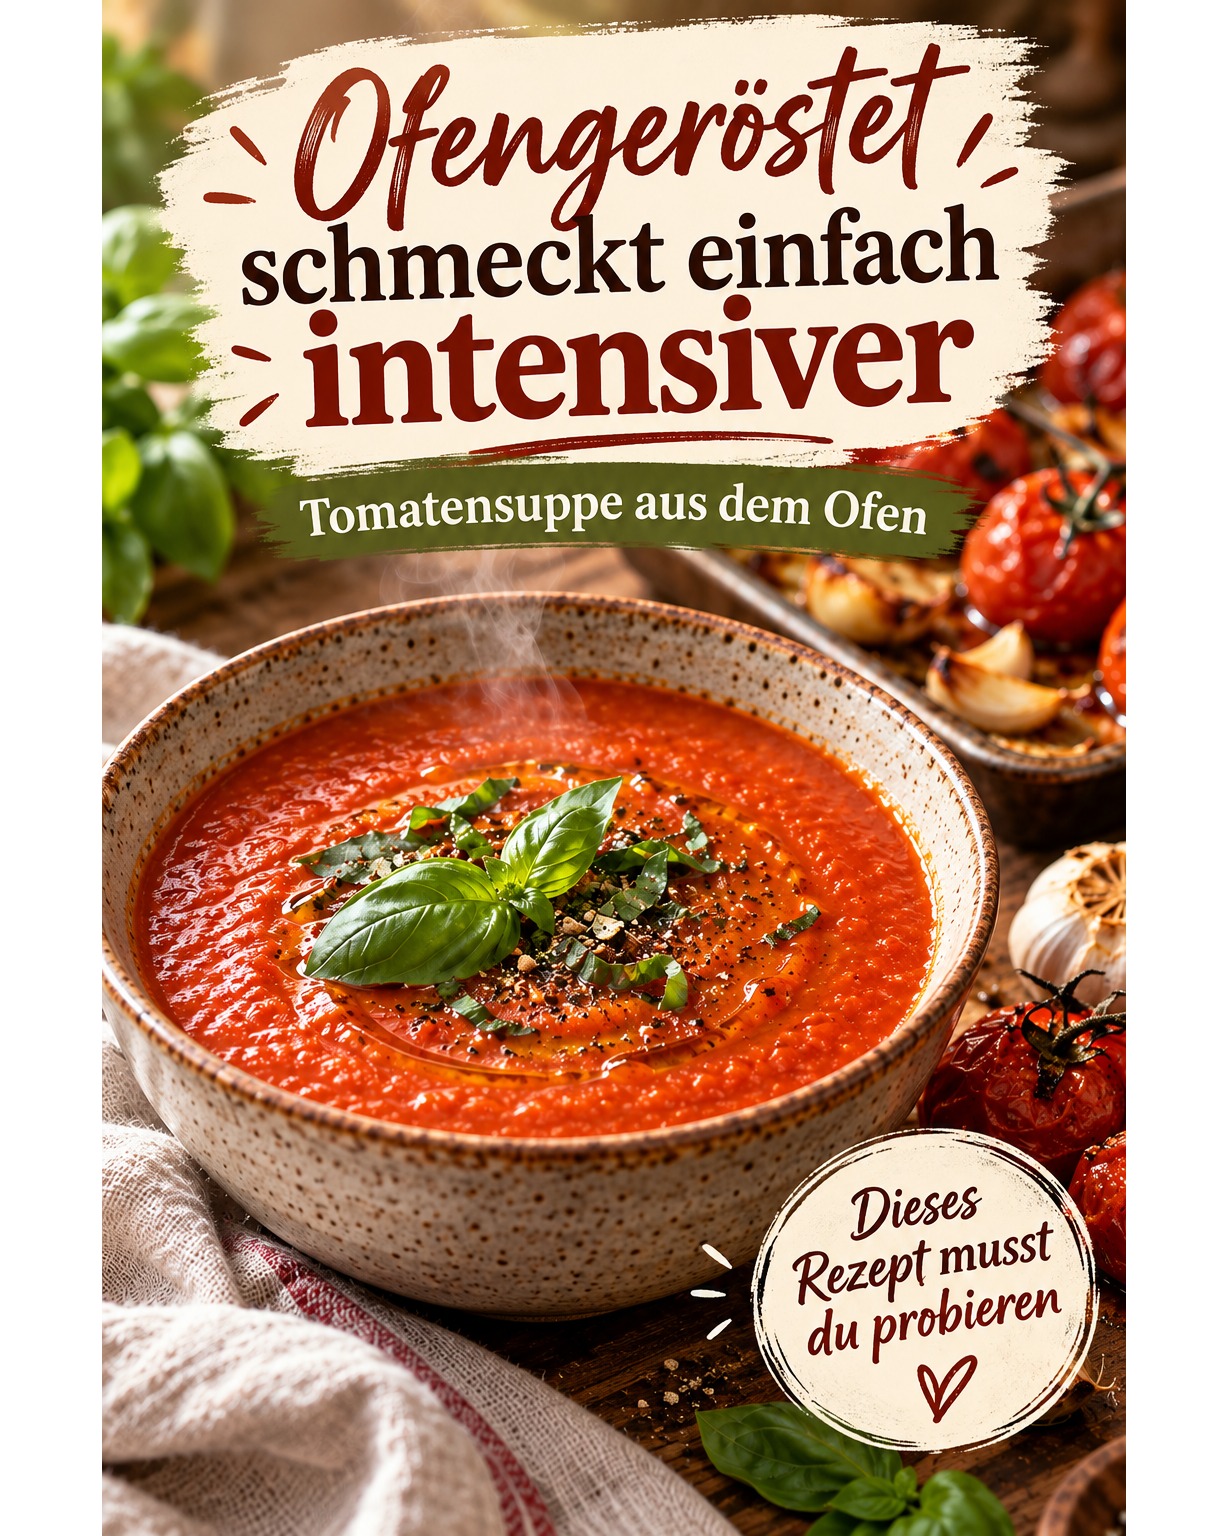 Ofengeröstet
schmeckt einfach
intensiver
Tomatensuppe aus dem Ofen
Dieses
Rezept musst
du probieren